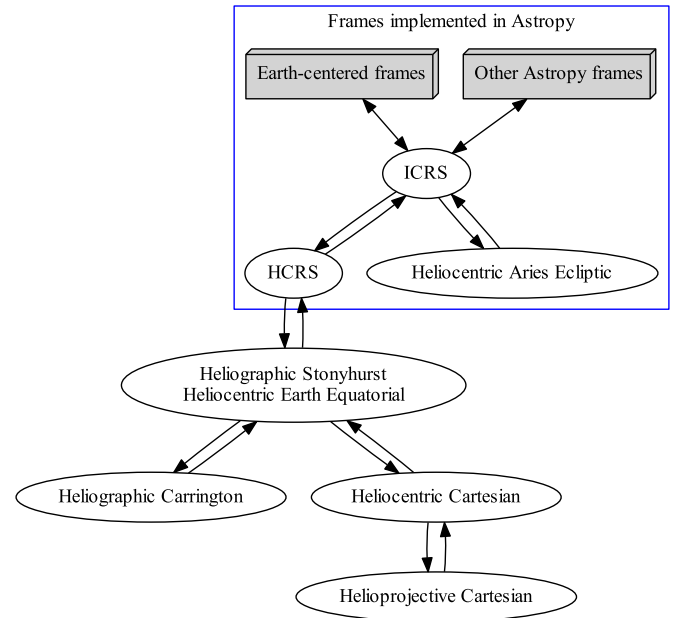 Frames implemented in Astropy
Earth-centered frames
Other Astropy frames
ICRS
HCRS
Heliocentric Aries Ecliptic
Heliographic Stonyhurst
Heliocentric Earth Equatorial
Heliographic Carrington
Heliocentric Cartesian
Helioprojective Cartesian